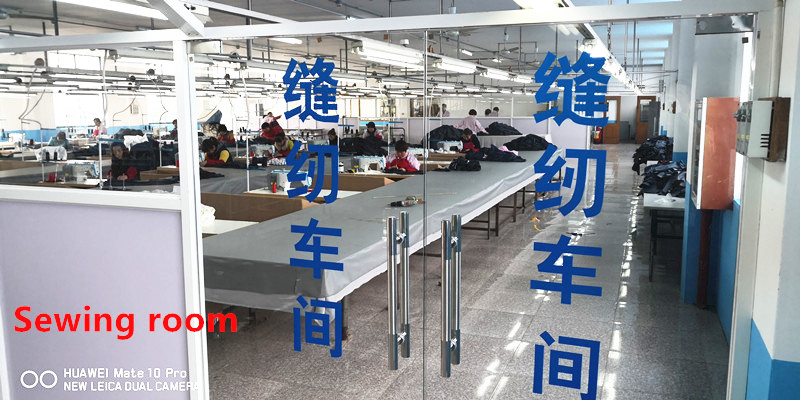 缝纫车间
缝纫车间
Sewing room
HUAWEI Mate 10 Pro
NEW LEICA DUAL CAMERA